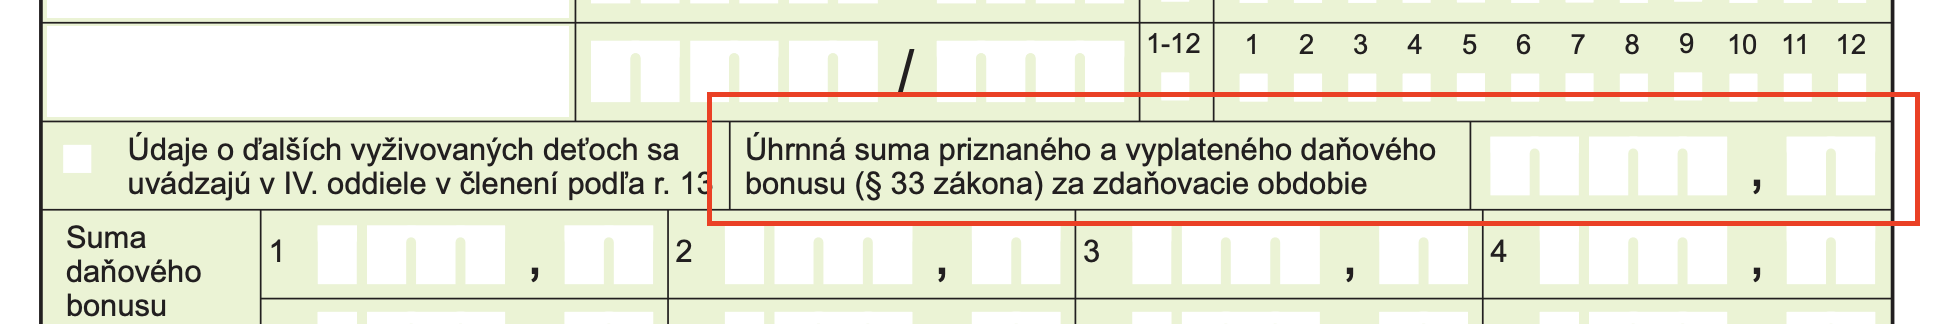 / 1-12 1 2 3 4 5 6 7 8 9 10 11 12
Údaje o ďalších vyživovaných deťoch sa
uvádzajú v IV. oddiele v členení podľa r. 13
Úhrnná suma priznaného a vyplateného daňového
bonusu (§ 33 zákona) za zdaňovacie obdobie
,
Suma
daňového
bonusu
1 , 2 , 3 , 4 ,